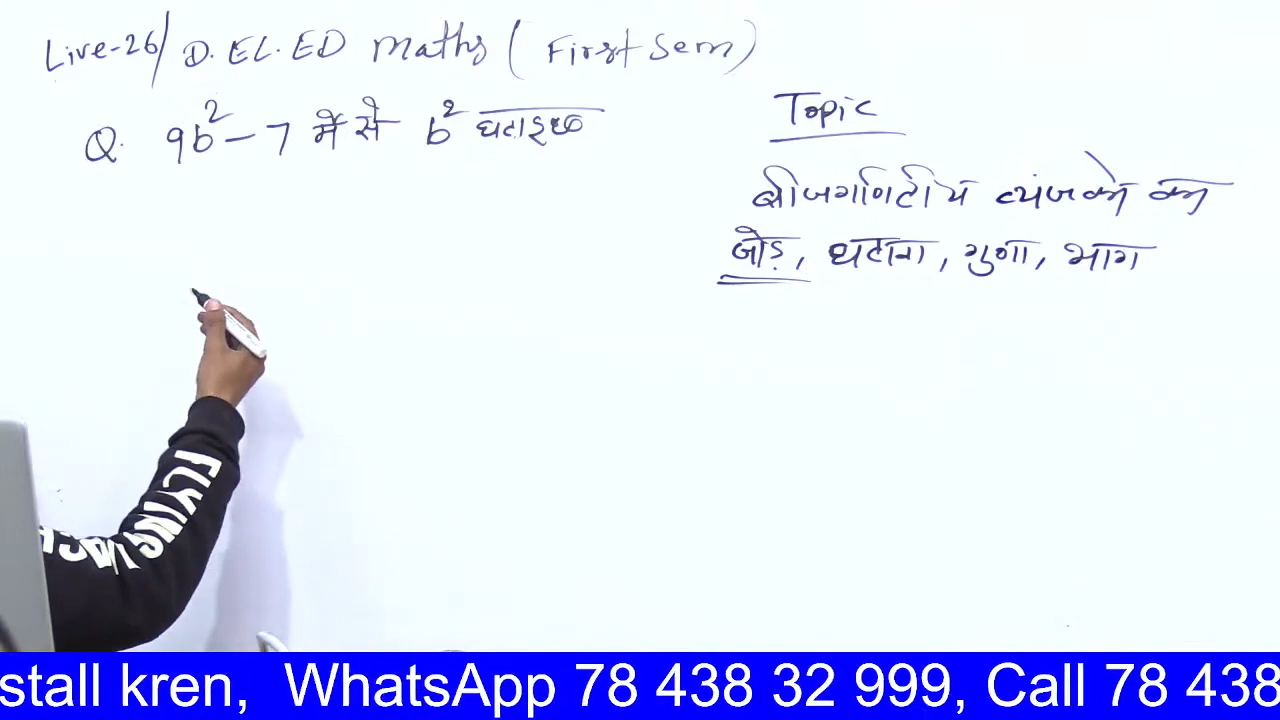 Live-26/ D.EL.ED Maths ( First Sem )
Q. 9b² - 7 में से b² घटाइए
Topic
बीजगणितीय व्यंजकों का
जोड़, घटाना, गुणा, भाग
FLYING
stall kren, WhatsApp 78 438 32 999, Call 78 438